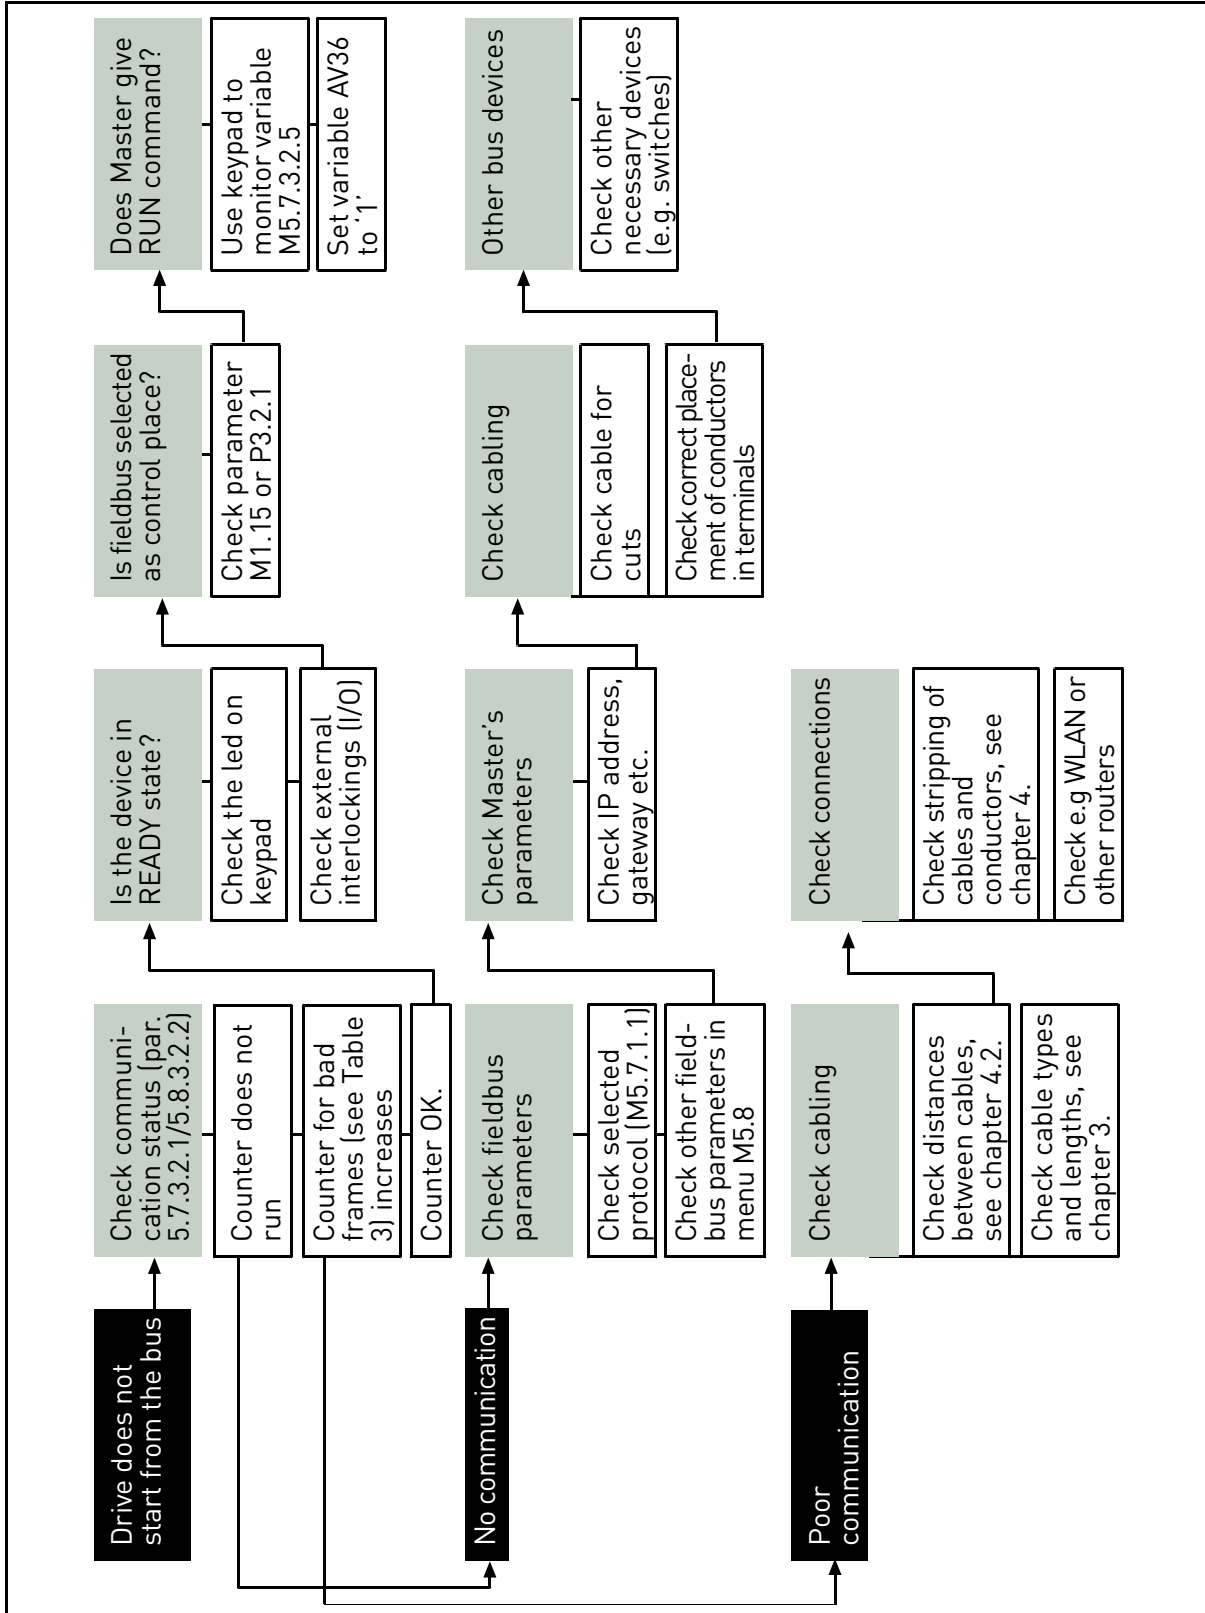 Drive does not
start from the bus
Check communi-
cation status (par.
5.7.3.2.1/5.8.3.2.2)
Counter does not
run
Counter for bad
frames (see Table
3) increases
Counter OK.
Is the device in
READY state?
Check the led on
keypad
Check external
interlockings (I/O)
Is fieldbus selected
as control place?
Check parameter
M1.15 or P3.2.1
Does Master give
RUN command?
Use keypad to
monitor variable
M5.7.3.2.5
Set variable AV36
to ‘1’
No communication
Check fieldbus
parameters
Check selected
protocol (M5.7.1.1)
Check other field-
bus parameters in
menu M5.8
Check Master’s
parameters
Check IP address,
gateway etc.
Check cabling
Check cable for
cuts
Check correct place-
ment of conductors
in terminals
Other bus devices
Check other
necessary devices
(e.g. switches)
Poor
communication
Check cabling
Check distances
between cables,
see chapter 4.2.
Check cable types
and lengths, see
chapter 3.
Check connections
Check stripping of
cables and
conductors, see
chapter 4.
Check e.g WLAN or
other routers